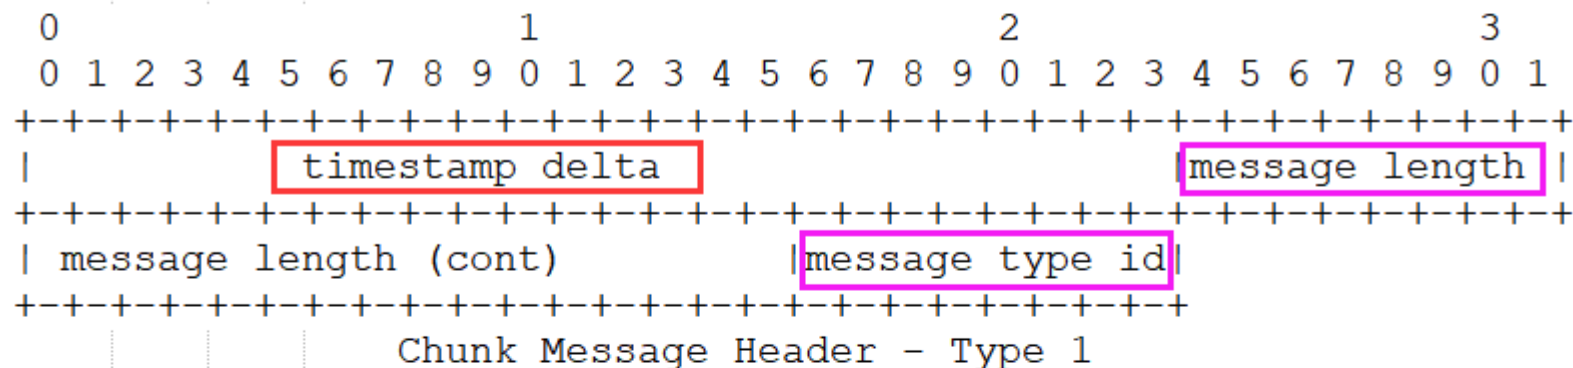 0                   1                   2                   3
 0 1 2 3 4 5 6 7 8 9 0 1 2 3 4 5 6 7 8 9 0 1 2 3 4 5 6 7 8 9 0 1
+-+-+-+-+-+-+-+-+-+-+-+-+-+-+-+-+-+-+-+-+-+-+-+-+-+-+-+-+-+-+-+-+
|           timestamp delta                     |message length |
+-+-+-+-+-+-+-+-+-+-+-+-+-+-+-+-+-+-+-+-+-+-+-+-+-+-+-+-+-+-+-+-+
| message length (cont)         |message type id|
+-+-+-+-+-+-+-+-+-+-+-+-+-+-+-+-+-+-+-+-+-+-+-+-+
Chunk Message Header - Type 1